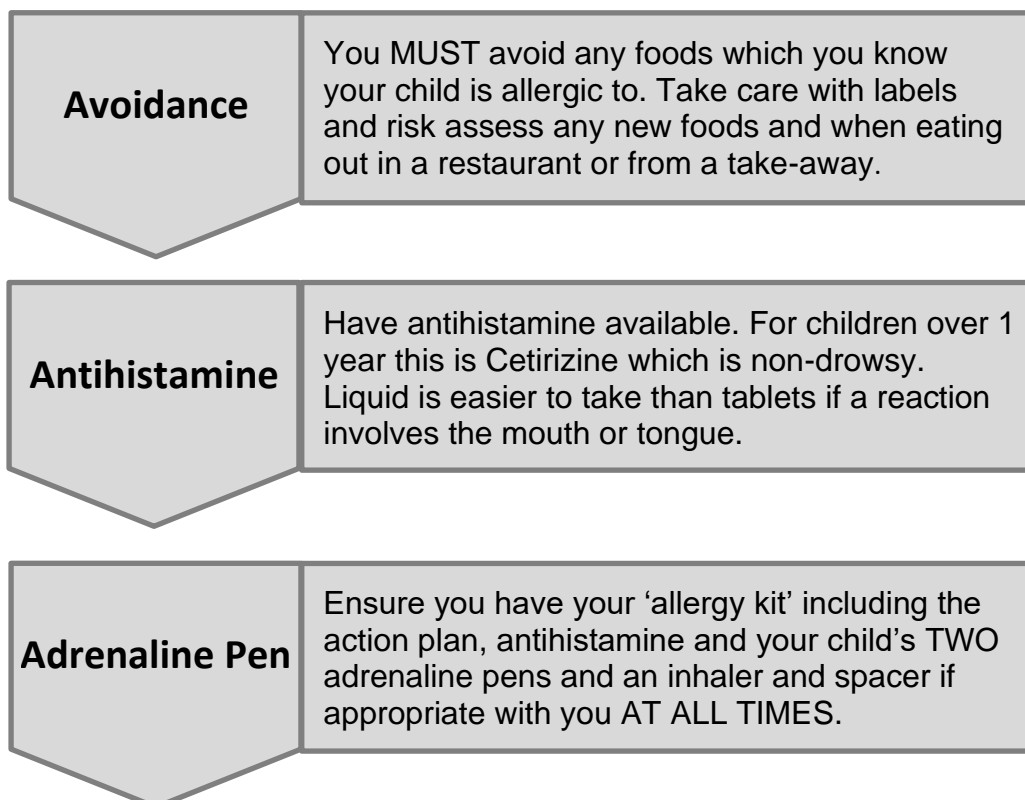 Avoidance
You MUST avoid any foods which you know
your child is allergic to. Take care with labels
and risk assess any new foods and when eating
out in a restaurant or from a take-away.
Antihistamine
Have antihistamine available. For children over 1
year this is Cetirizine which is non-drowsy.
Liquid is easier to take than tablets if a reaction
involves the mouth or tongue.
Adrenaline Pen
Ensure you have your ‘allergy kit’ including the
action plan, antihistamine and your child’s TWO
adrenaline pens and an inhaler and spacer if
appropriate with you AT ALL TIMES.